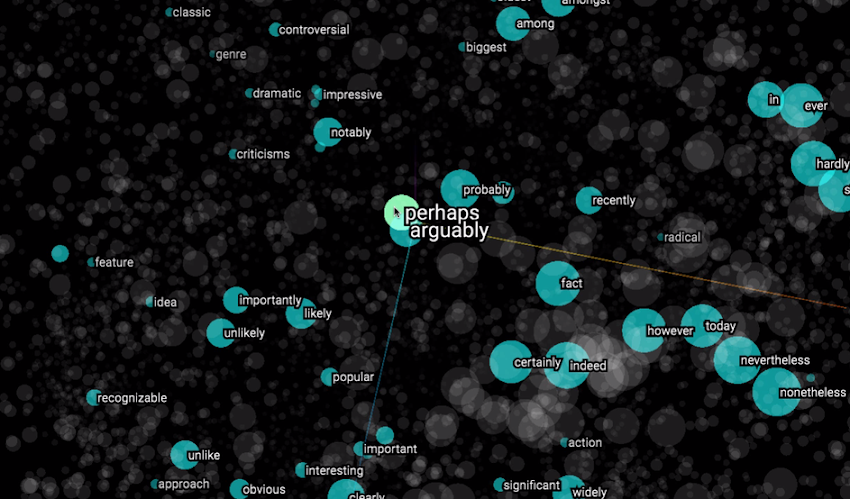 classic
amongst
controversial
among
biggest
genre
dramatic
impressive
in
ever
notably
criticisms
hardly
probably
recently
perhaps
arguably
radical
feature
fact
idea
importantly
likely
unlikely
however
today
certainly
indeed
nevertheless
popular
nonetheless
recognizable
important
action
unlike
interesting
approach
obvious
significant
clearly
widely